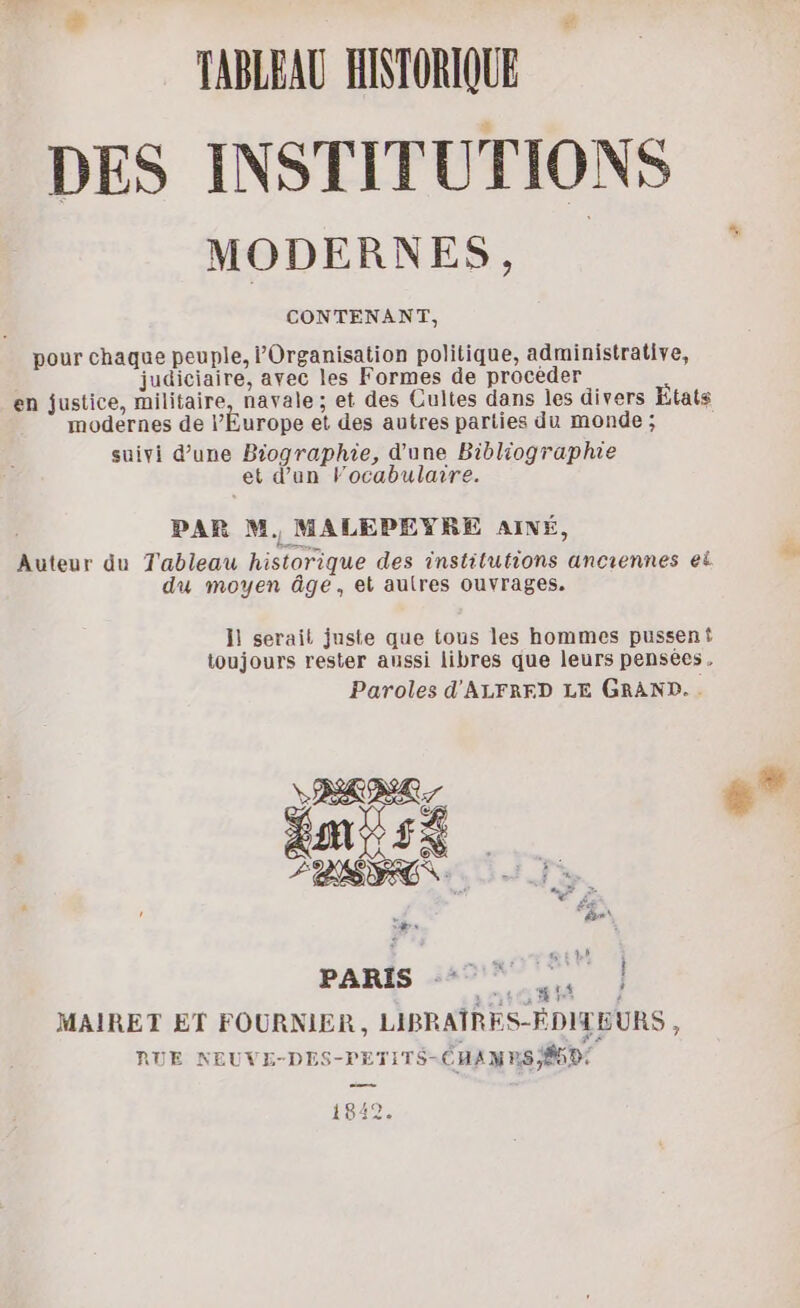 TABLEAU HISTORIQUE
DES INSTITUTIONS
MODERNES,
CONTENANT,
pour chaque peuple, l'Organisation politique, administrative,
judiciaire, avec les Formes de procéder
en justice, militaire, navale; et des Cultes dans les divers États
modernes de l'Europe et des autres parties du monde;
suivi d'une Biographie, d'une Bibliographie
et d'un Vocabulaire.
PAR M. MALEPEYRE AINÉ,
Auteur du Tableau historique des institutions anciennes et
du moyen âge, et autres ouvrages.
Il serait juste que tous les hommes pussent
toujours rester aussi libres que leurs pensées.
Paroles d'ALFRED LE GRAND.
PARIS
MAIRET ET FOURNIER, LIBRAIRES-ÉDITEURS,
RUE NEUVE-DES-PETITS-CHAMPS,
1842.